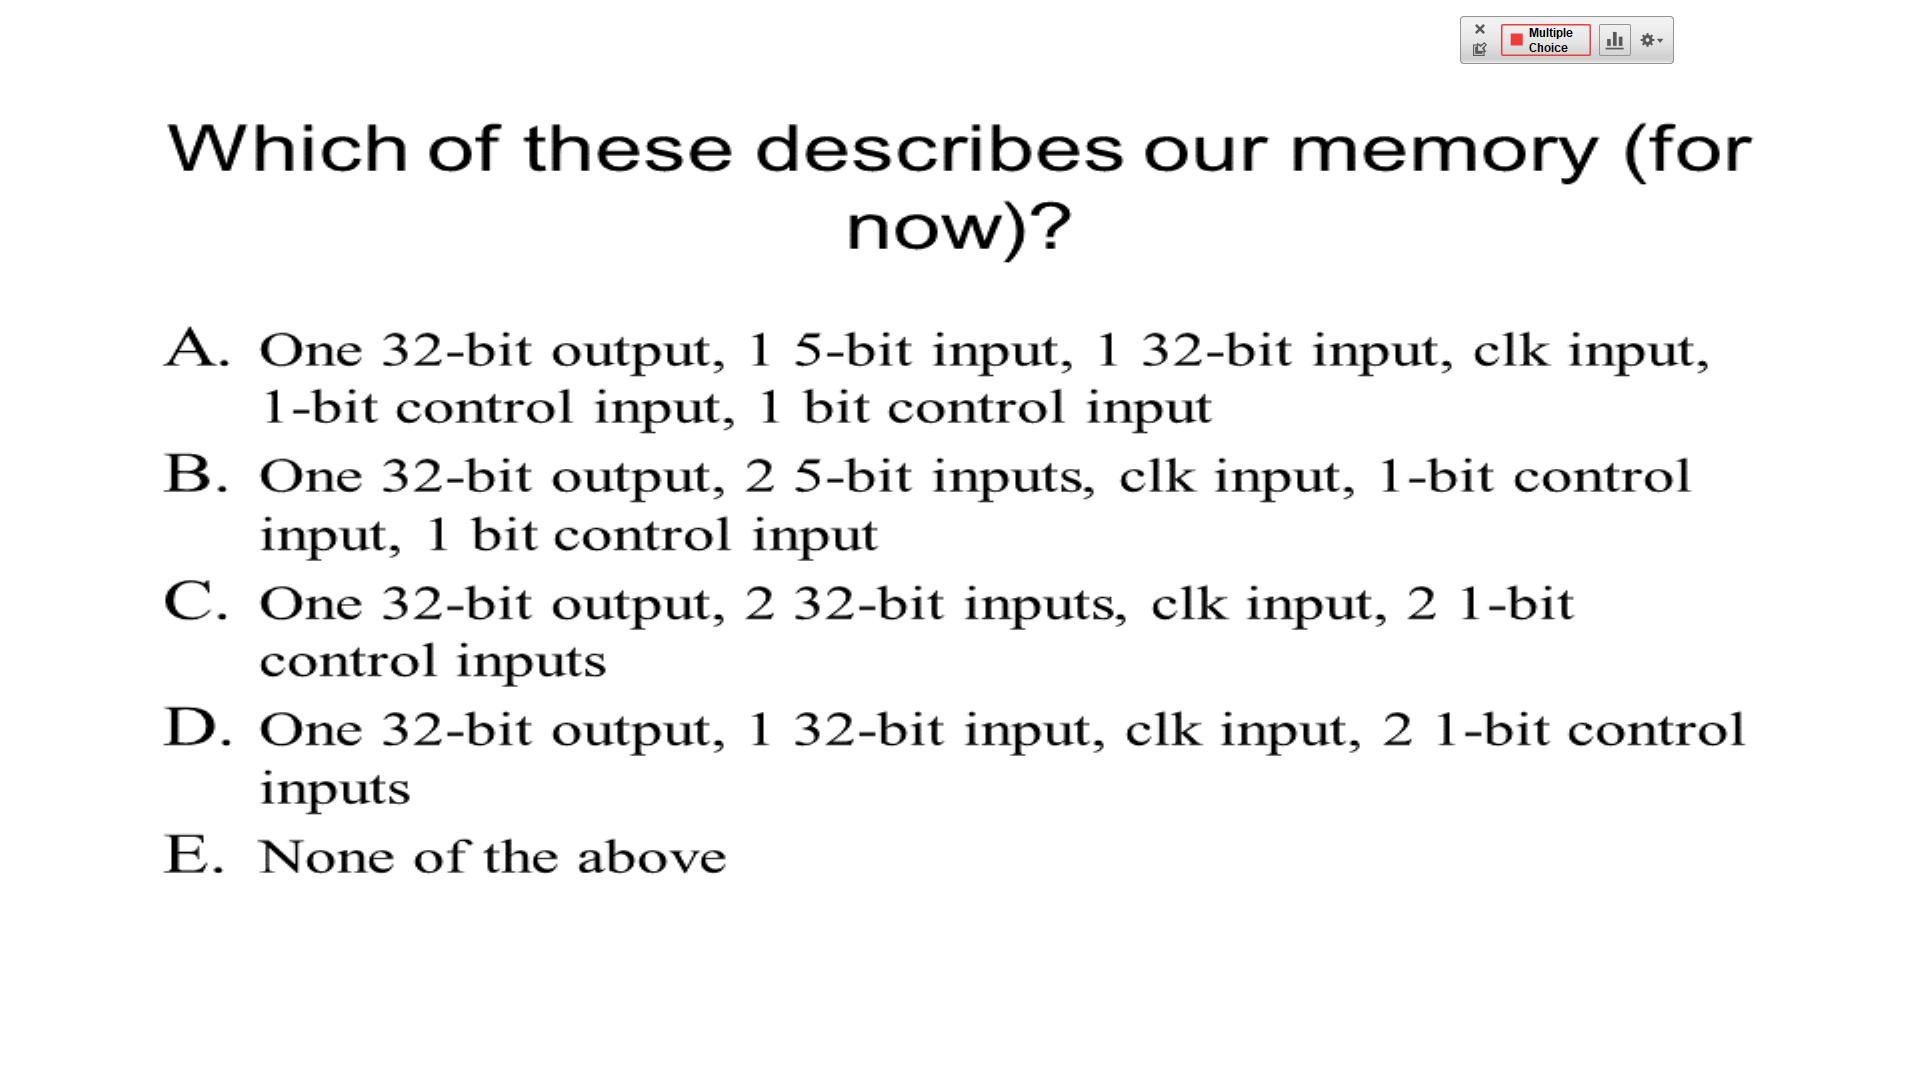 Multiple
Choice
Which of these describes our memory (for
now)?
A. One 32-bit output, 1 5-bit input, 1 32-bit input, clk input,
1-bit control input, 1 bit control input
B. One 32-bit output, 2 5-bit inputs, clk input, 1-bit control
input, 1 bit control input
C. One 32-bit output, 2 32-bit inputs, clk input, 2 1-bit
control inputs
D. One 32-bit output, 1 32-bit input, clk input, 2 1-bit control
inputs
E. None of the above